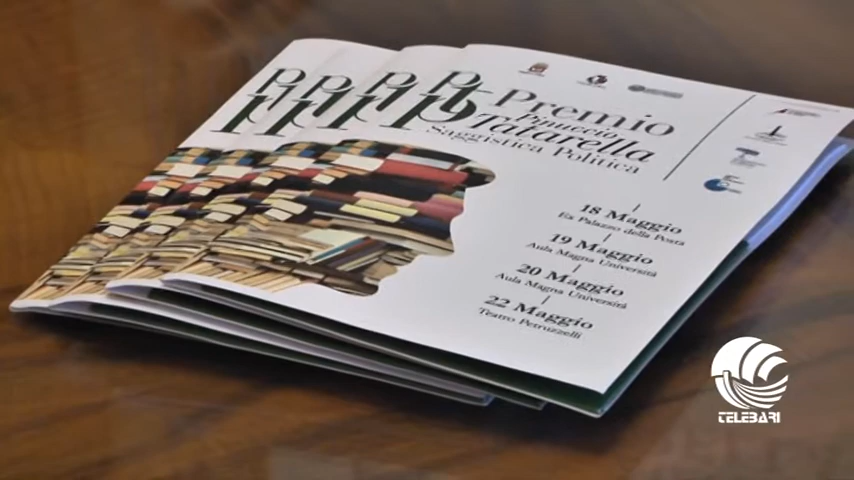 Premio
Pinuccio
Tatarella
Saggistica Politica
18 Maggio
Ex Palazzo della Posta
19 Maggio
Aula Magna Università
20 Maggio
Aula Magna Università
22 Maggio
Teatro Petruzzelli
TELEBARI